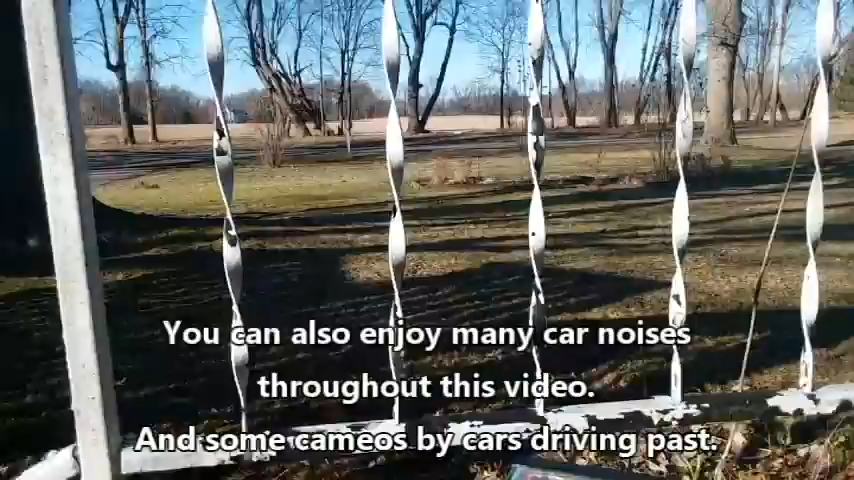 You can also enjoy many car noises
throughout this video.
And some cameos by cars driving past.